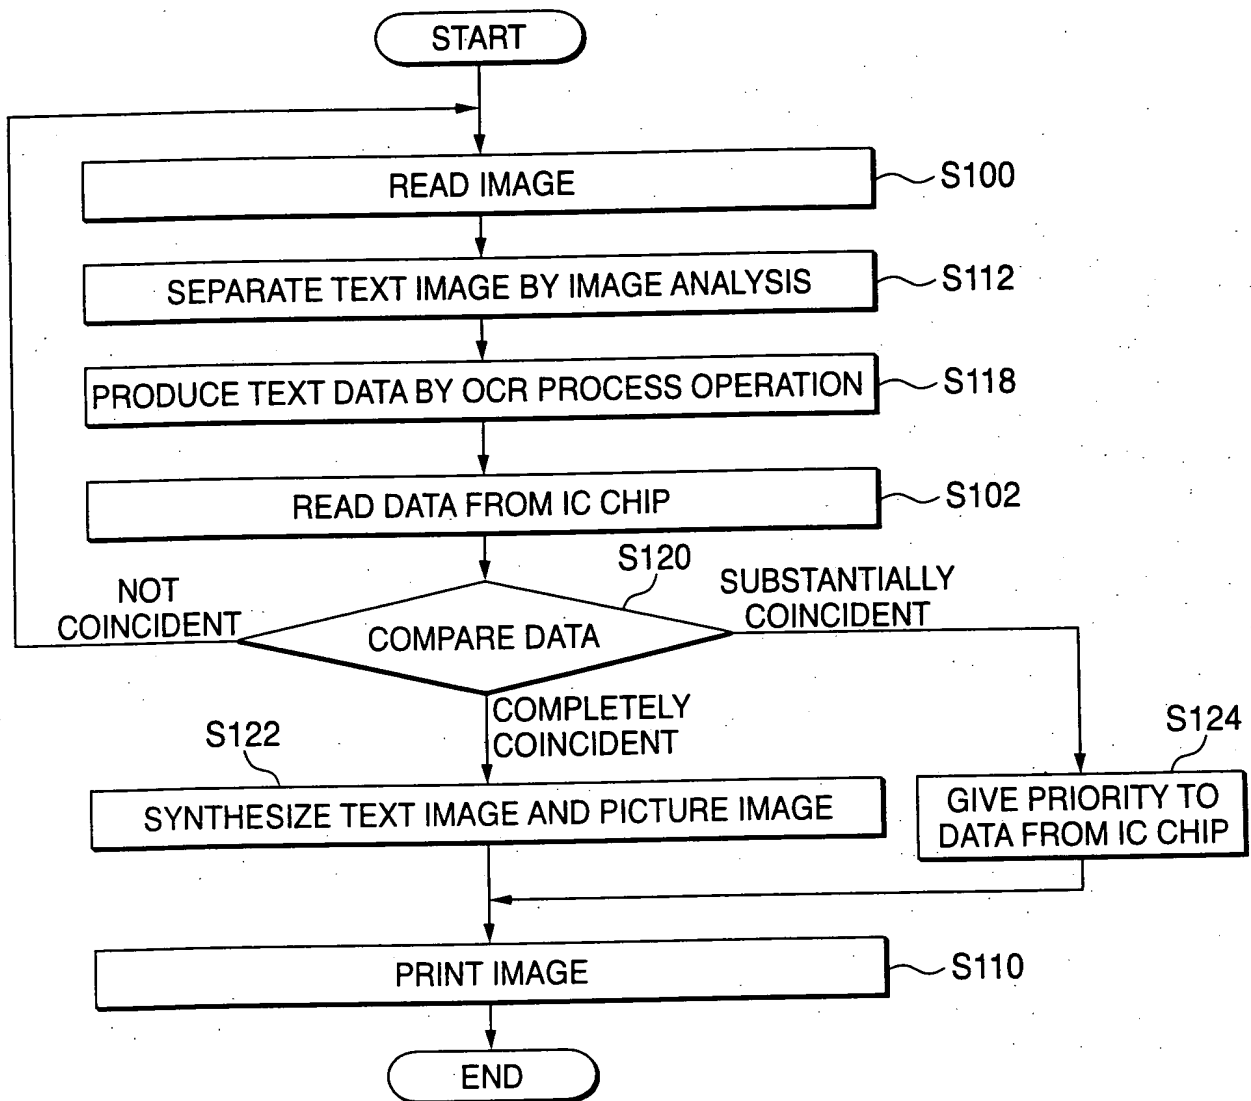 START
READ IMAGE
S100
SEPARATE TEXT IMAGE BY IMAGE ANALYSIS
S112
PRODUCE TEXT DATA BY OCR PROCESS OPERATION
S118
READ DATA FROM IC CHIP
S102
S120
NOT
COINCIDENT
COMPARE DATA
SUBSTANTIALLY
COINCIDENT
COMPLETELY
COINCIDENT
S122
SYNTHESIZE TEXT IMAGE AND PICTURE IMAGE
S124
GIVE PRIORITY TO
DATA FROM IC CHIP
PRINT IMAGE
S110
END